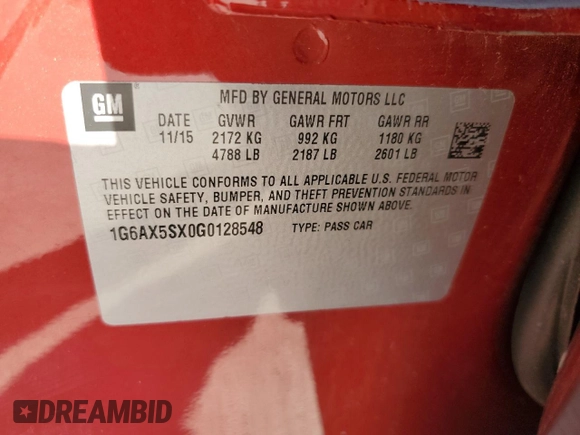 GM
MFD BY GENERAL MOTORS LLC
DATE GVWR GAWR FRT GAWR RR
11/15 2172 KG 992 KG 1180 KG
4788 LB 2187 LB 2601 LB
THIS VEHICLE CONFORMS TO ALL APPLICABLE U.S. FEDERAL MOTOR
VEHICLE SAFETY, BUMPER, AND THEFT PREVENTION STANDARDS IN
EFFECT ON THE DATE OF MANUFACTURE SHOWN ABOVE.
1G6AX5SX0G0128548 TYPE: PASS CAR
DREAMBID